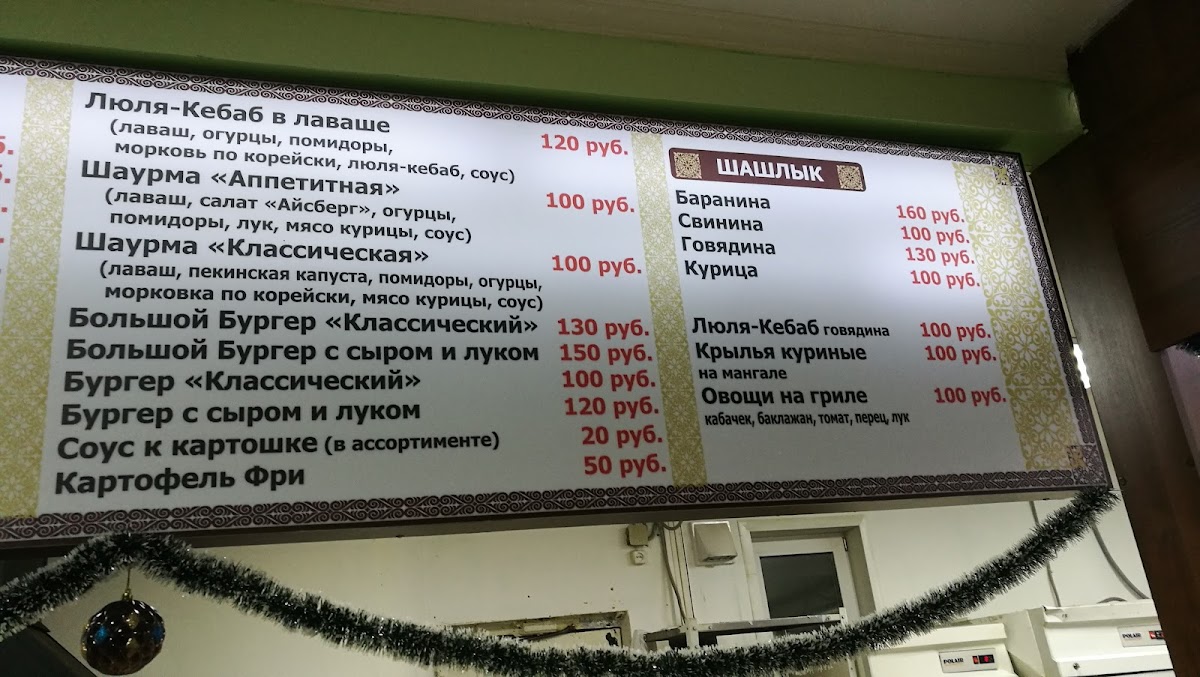 Люля-Кебаб в лаваше 120 руб.
(лаваш, огурцы, помидоры,
морковь по корейски, люля-кебаб, соус)
Шаурма «Аппетитная» 100 руб.
(лаваш, салат «Айсберг», огурцы,
помидоры, лук, мясо курицы, соус)
Шаурма «Классическая» 100 руб.
(лаваш, пекинская капуста, помидоры, огурцы,
морковка по корейски, мясо курицы, соус)
Большой Бургер «Классический» 130 руб.
Большой Бургер с сыром и луком 150 руб.
Бургер «Классический» 100 руб.
Бургер с сыром и луком 120 руб.
Соус к картошке (в ассортименте) 20 руб.
Картофель Фри 50 руб.
ШАШЛЫК
Баранина 160 руб.
Свинина 100 руб.
Говядина 130 руб.
Курица 100 руб.
Люля-Кебаб говядина 100 руб.
Крылья куриные 100 руб.
на мангале
Овощи на гриле 100 руб.
кабачек, баклажан, томат, перец, лук
POLAIR
POLAIR